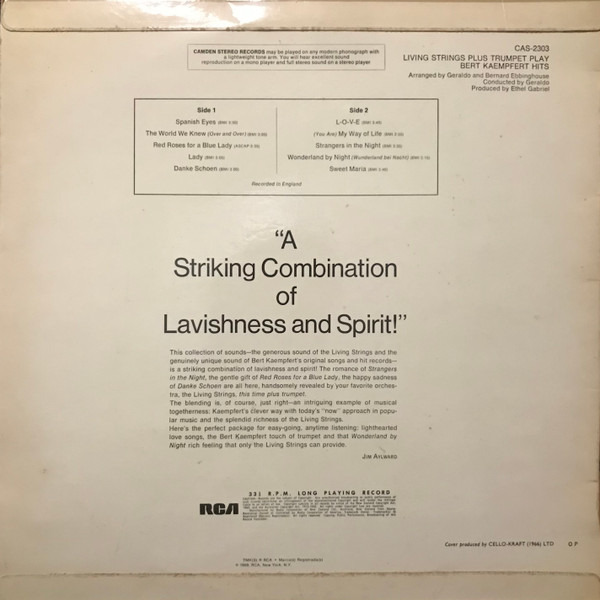 CAMDEN STEREO RECORDS may be played on any modern phonograph with
a lightweight tone arm. You will hear excellent sound
reproduction on a mono player and full stereo sound on a stereo player
CAS-2303
LIVING STRINGS PLUS TRUMPET PLAY
BERT KAEMPFERT HITS
Arranged by Geraldo and Bernard Ebbinghouse
Conducted by Geraldo
Produced by Ethel Gabriel
Side 1
Spanish Eyes
The World We Knew (Over and Over)
Red Roses for a Blue Lady
Lady
Danke Schoen
Side 2
L-O-V-E
(You Are) My Way of Life
Strangers in the Night
Wonderland by Night (Wunderland bei Nacht)
Sweet Maria
Recorded in England
"A
Striking Combination
of
Lavishness and Spirit!"
This collection of sounds—the generous sound of the Living Strings and the
genuinely unique sound of Bert Kaempfert's original songs and hit records—
is a striking combination of lavishness and spirit! The romance of Strangers
in the Night, the gentle gift of Red Roses for a Blue Lady, the happy sadness
of Danke Schoen are all here, handsomely revealed by your favorite orches-
tra, the Living Strings, this time plus trumpet.
The blending is, of course, just right—an intriguing example of musical
togetherness: Kaempfert's clever way with today's "now" approach in popu-
lar music and the splendid richness of the Living Strings.
Here's the perfect package for easy-going, anytime listening: lighthearted
love songs, the Bert Kaempfert touch of trumpet and that Wonderland by
Night rich feeling that only the Living Strings can provide.
JIM AYLWARD
33⅓ R.P.M. LONG PLAYING RECORD
RCA
Cover produced by CELLO-KRAFT (1966) LTD O P